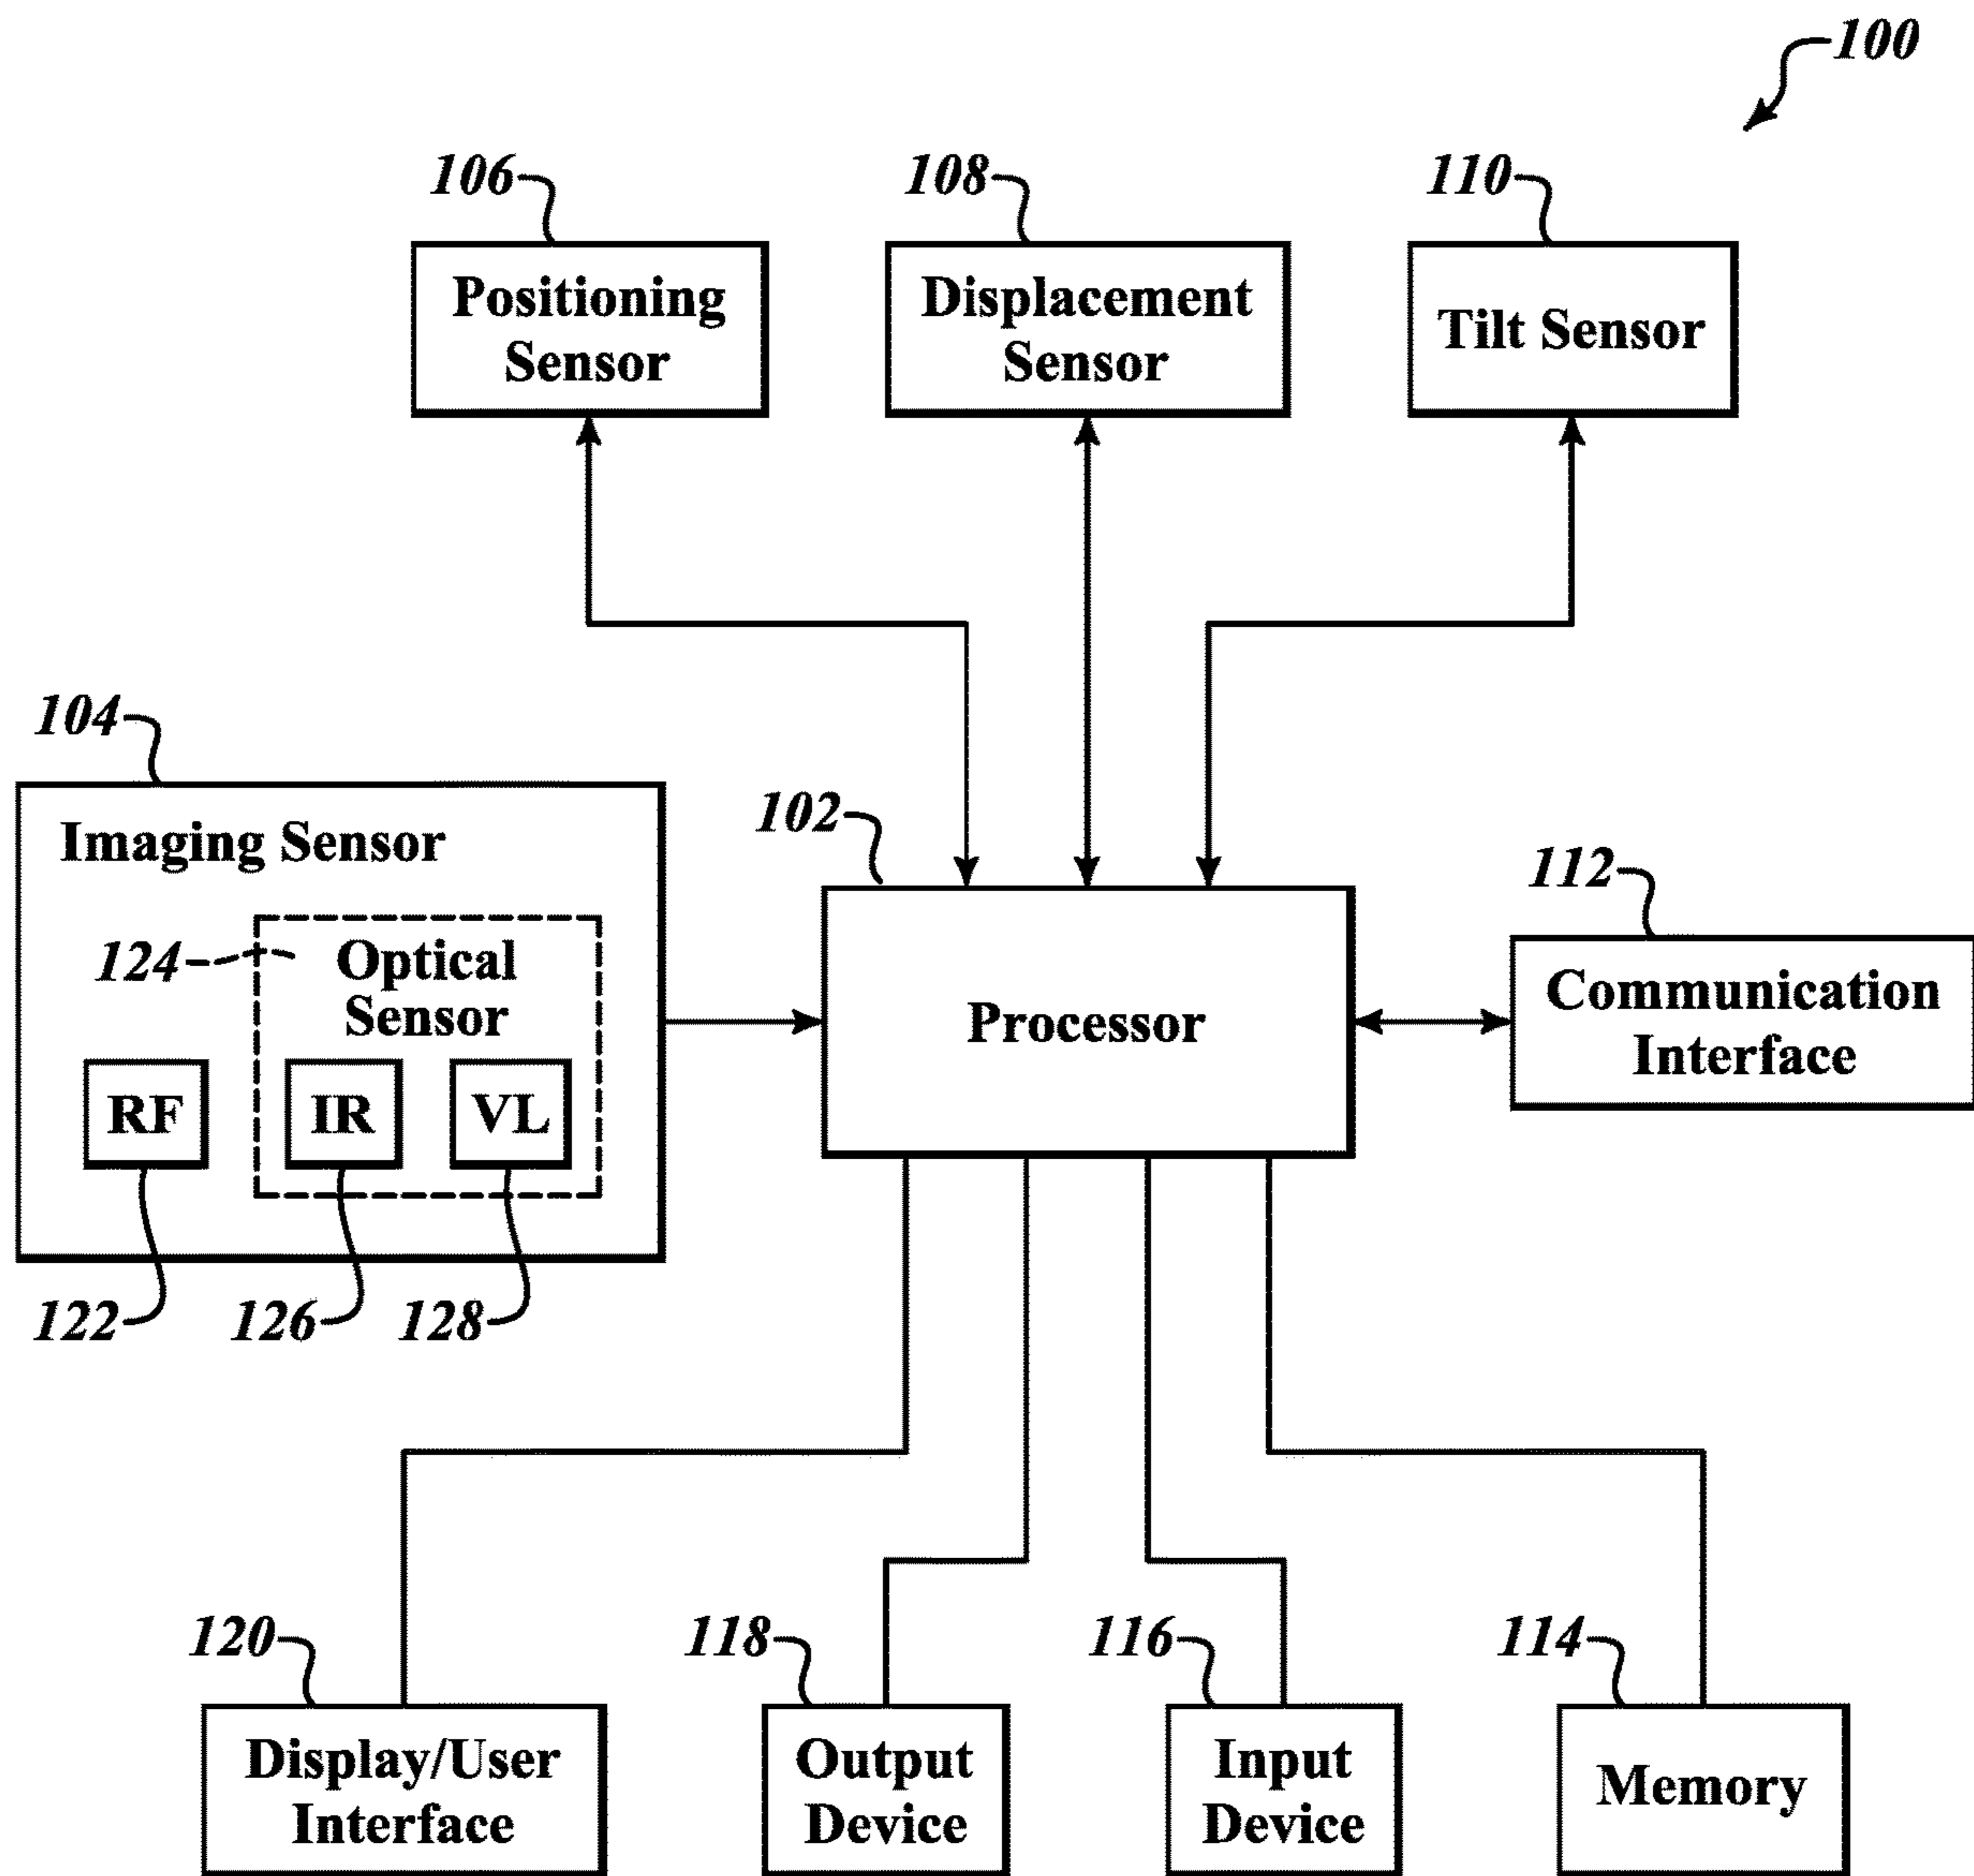 100
106
108
110
Positioning
Sensor
Displacement
Sensor
Tilt Sensor
104
Imaging Sensor
102
112
124
Optical
Sensor
Processor
Communication
Interface
RF
IR
VL
122
126
128
120
118
116
114
Display/User
Interface
Output
Device
Input
Device
Memory